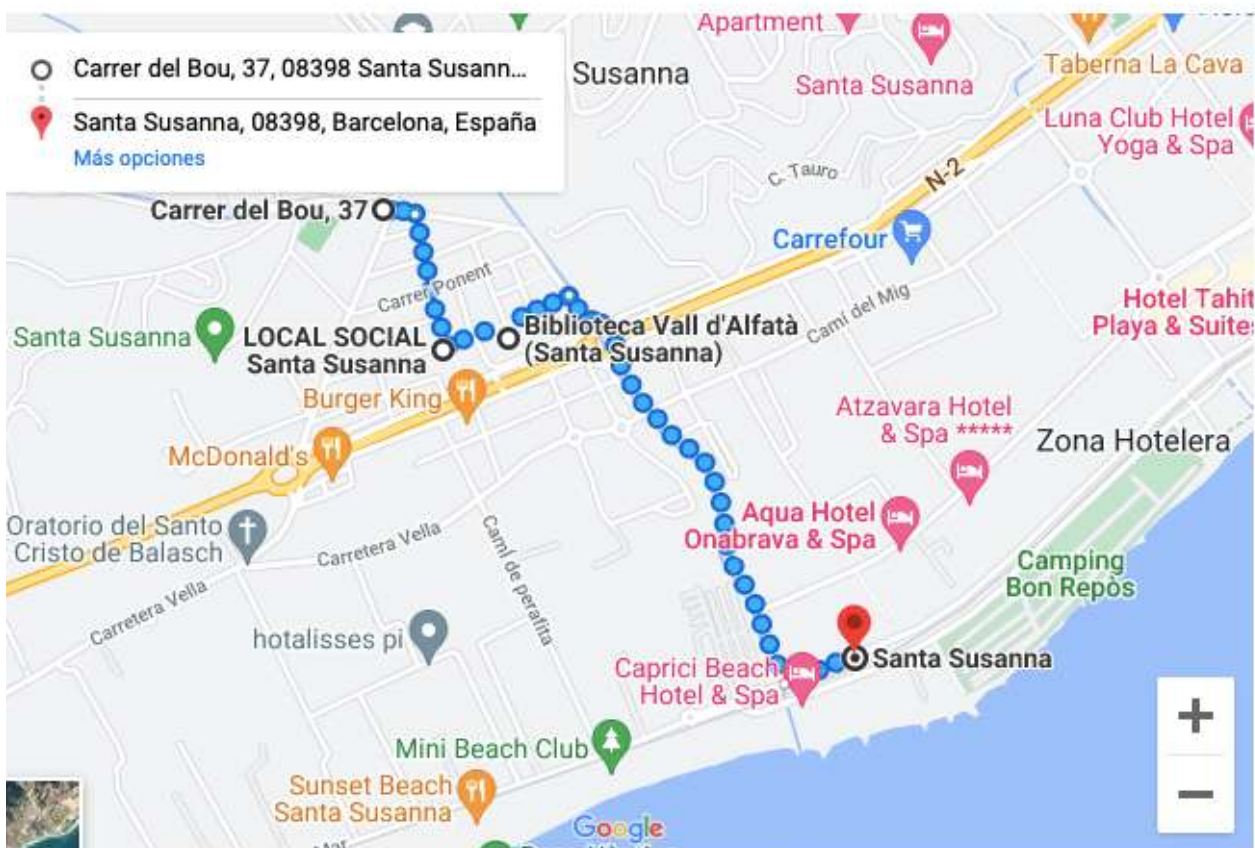 Apartment
Carrer del Bou, 37, 08398 Santa Susann...
Santa Susanna, 08398, Barcelona, España
Más opciones
Susanna
Santa Susanna
Taberna La Cava
Luna Club Hotel
Yoga & Spa
C. Tauro
N-2
Carrer del Bou, 37
Carrefour
Carrer Ponent
Camí del Mig
Hotel Tahit
Playa & Suites
Santa Susanna
LOCAL SOCIAL
Santa Susanna
Biblioteca Vall d'Alfatà
(Santa Susanna)
Burger King
McDonald's
Atzavara Hotel
& Spa *****
Zona Hotelera
Oratorio del Santo
Cristo de Balasch
Carretera Vella
Carretera Vella
Camí de perafita
Aqua Hotel
Onabrava & Spa
Camping
Bon Repòs
hotalisses pi
Santa Susanna
Caprici Beach
Hotel & Spa
Mini Beach Club
Sunset Beach
Santa Susanna
Google
Mar